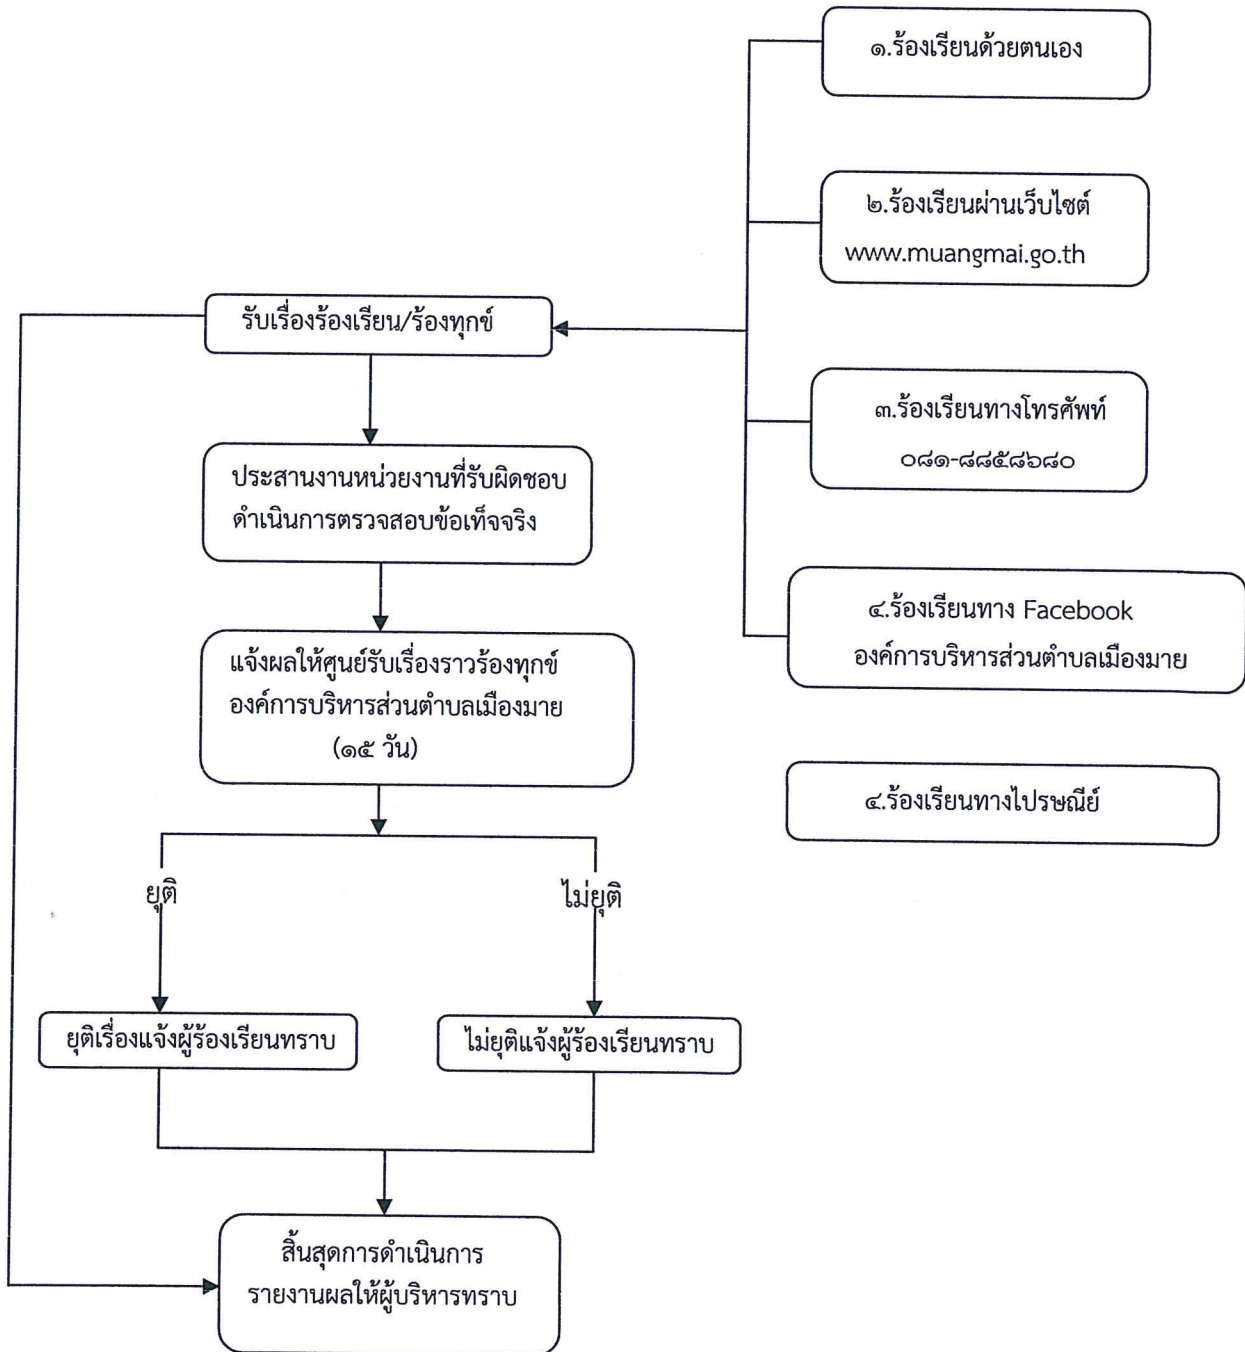 ๑.ร้องเรียนด้วยตนเอง
๒.ร้องเรียนผ่านเว็บไซต์
www.muangmai.go.th
รับเรื่องร้องเรียน/ร้องทุกข์
๓.ร้องเรียนทางโทรศัพท์
๐๘๑-๘๘๕๘๖๘๐
ประสานงานหน่วยงานที่รับผิดชอบ
ดำเนินการตรวจสอบข้อเท็จจริง
๔.ร้องเรียนทาง Facebook
องค์การบริหารส่วนตำบลเมืองมาย
แจ้งผลให้ศูนย์รับเรื่องราวร้องทุกข์
องค์การบริหารส่วนตำบลเมืองมาย
(๑๕ วัน)
๔.ร้องเรียนทางไปรษณีย์
ยุติ
ไม่ยุติ
ยุติเรื่องแจ้งผู้ร้องเรียนทราบ
ไม่ยุติแจ้งผู้ร้องเรียนทราบ
สิ้นสุดการดำเนินการ
รายงานผลให้ผู้บริหารทราบ